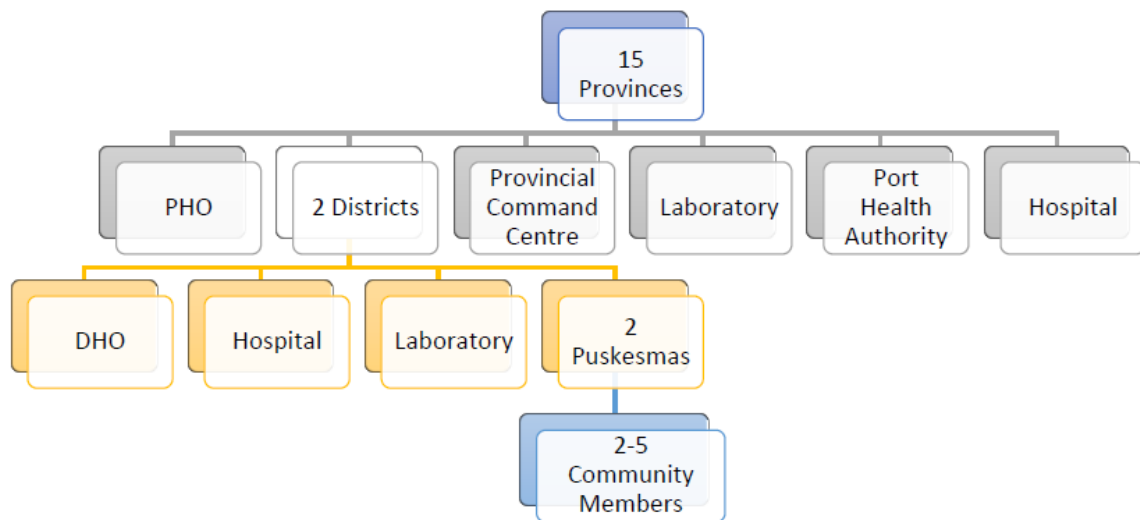 15
Provinces
PHO
2 Districts
Provincial
Command
Centre
Laboratory
Port
Health
Authority
Hospital
DHO
Hospital
Laboratory
2
Puskesmas
2-5
Community
Members